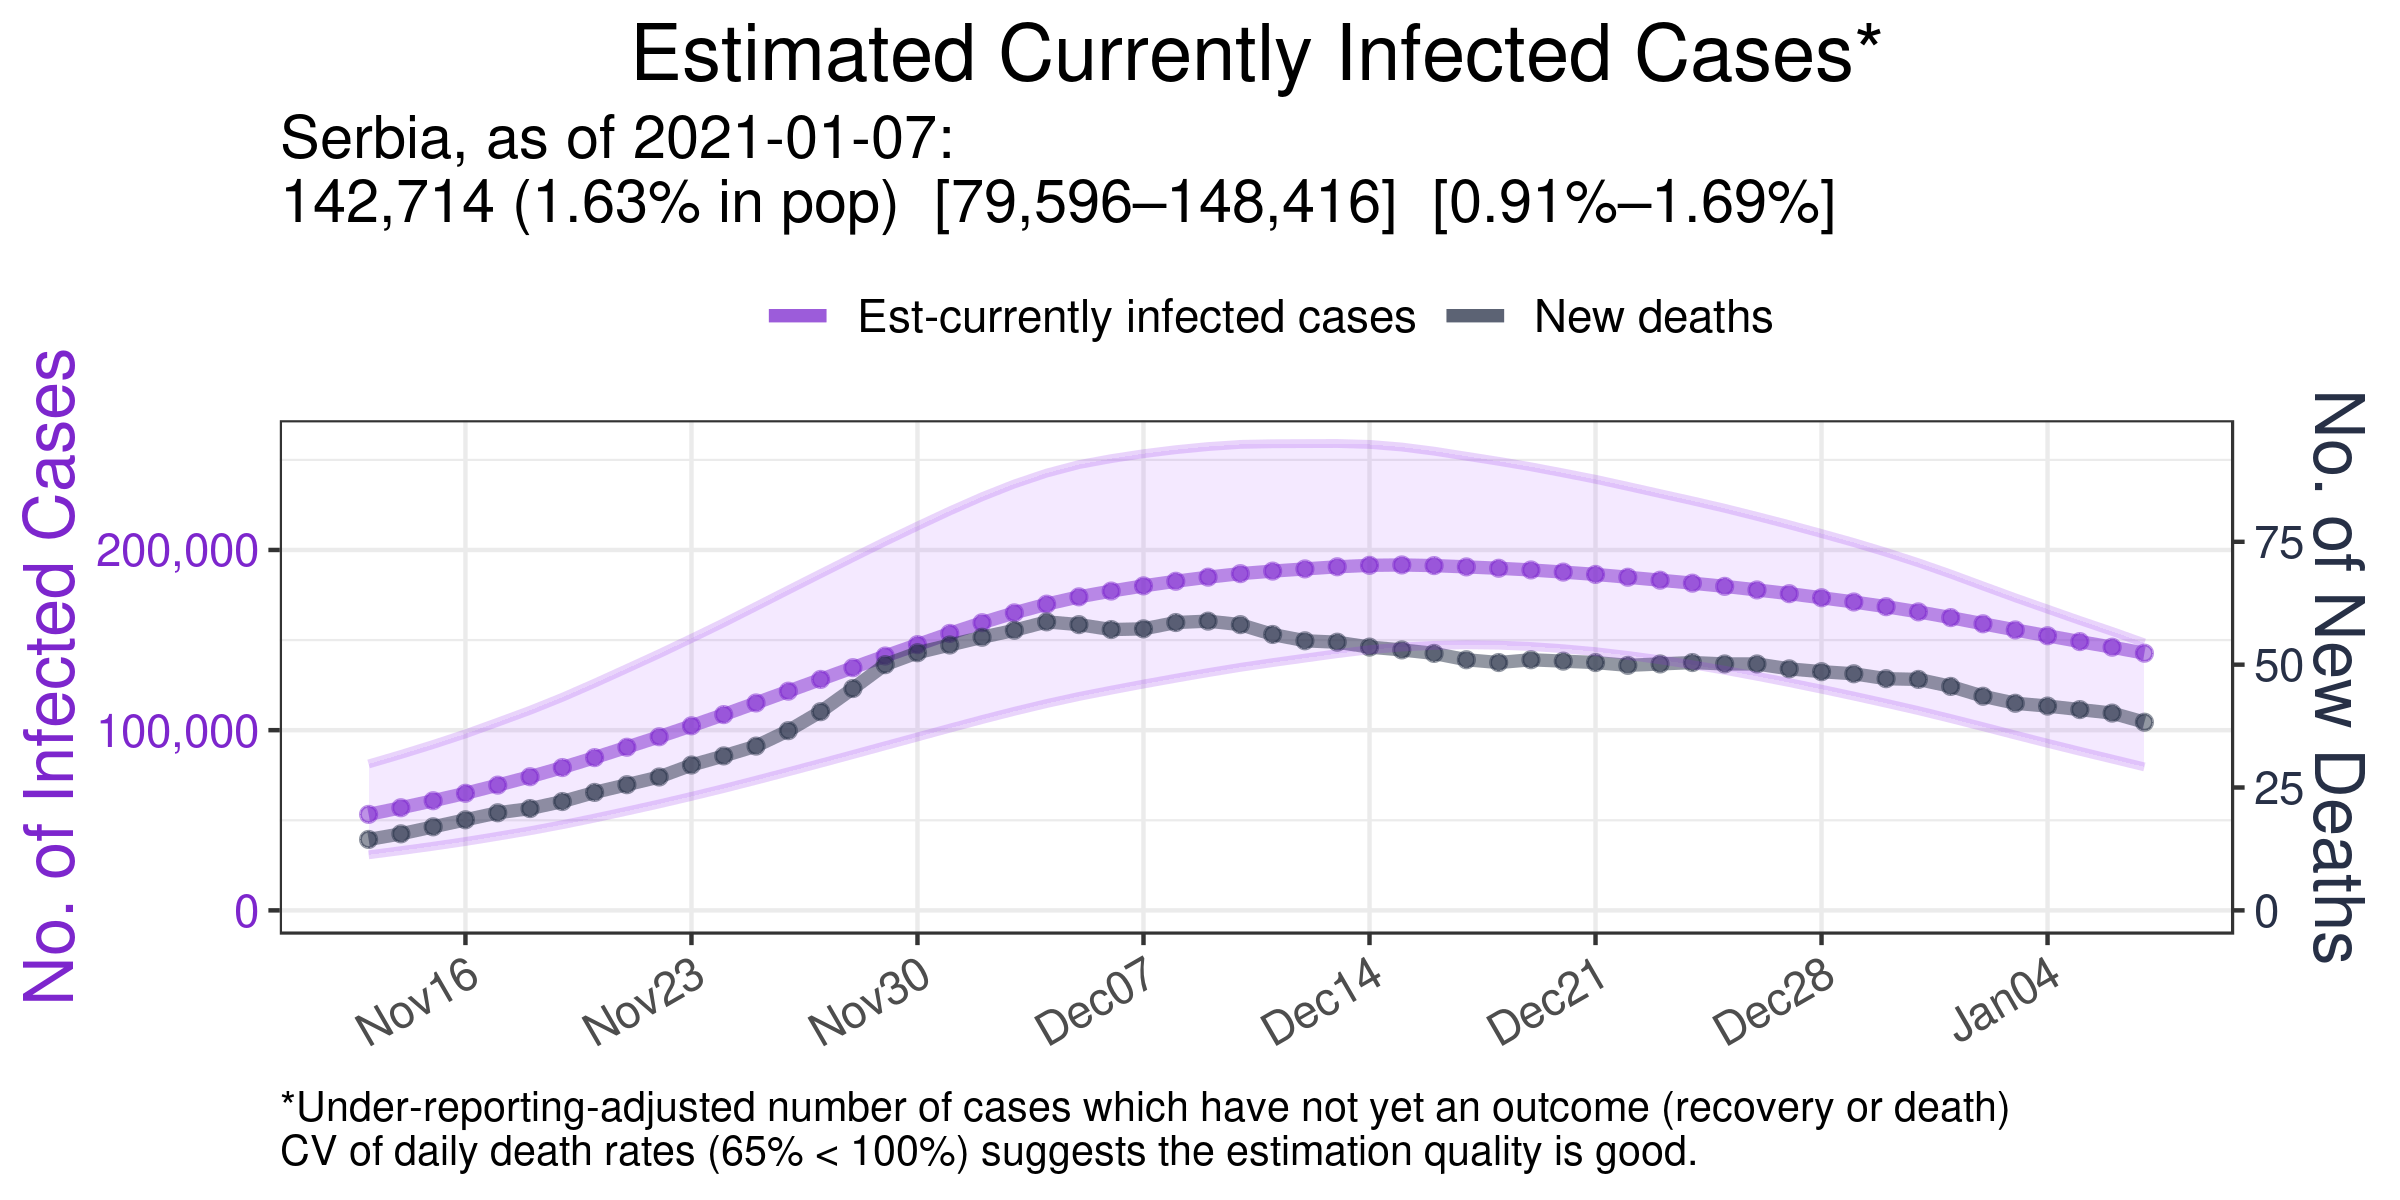 Estimated Currently Infected Cases*
Serbia, as of 2021-01-07:
142,714 (1.63% in pop)  [79,596–148,416]  [0.91%–1.69%]
Est-currently infected cases
New deaths
No. of Infected Cases
200,000
100,000
0
No. of New Deaths
75
50
25
0
Nov16
Nov23
Nov30
Dec07
Dec14
Dec21
Dec28
Jan04
*Under-reporting-adjusted number of cases which have not yet an outcome (recovery or death)
CV of daily death rates (65% < 100%) suggests the estimation quality is good.